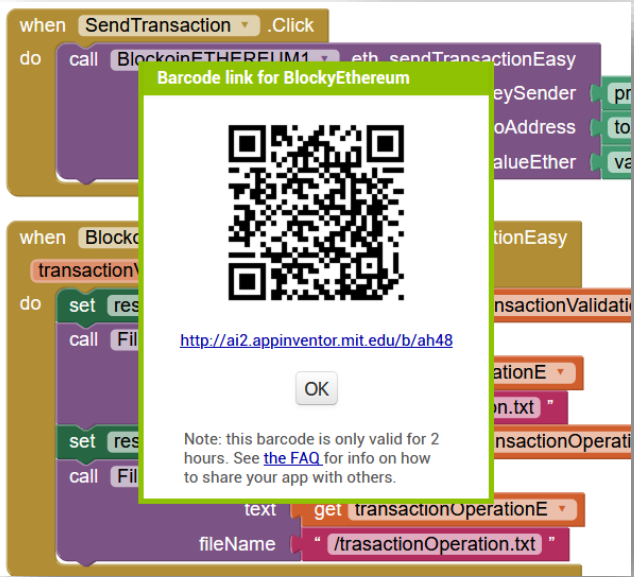 when SendTransaction .Click
do call BlockoinETHEREUM1 .eth_sendTransactionEasy
Barcode link for BlockyEthereum
eySender pr
oAddress to
alueEther va
when Blocko tionEasy
transactionV
do set res nsactionValidatio
http://ai2.appinventor.mit.edu/b/ah48
call Fil
ationE
OK
on.txt "
Note: this barcode is only valid for 2
hours. See the FAQ for info on how
to share your app with others.
set res nsactionOperati
call Fil
text get transactionOperationE
fileName " /trasactionOperation.txt "